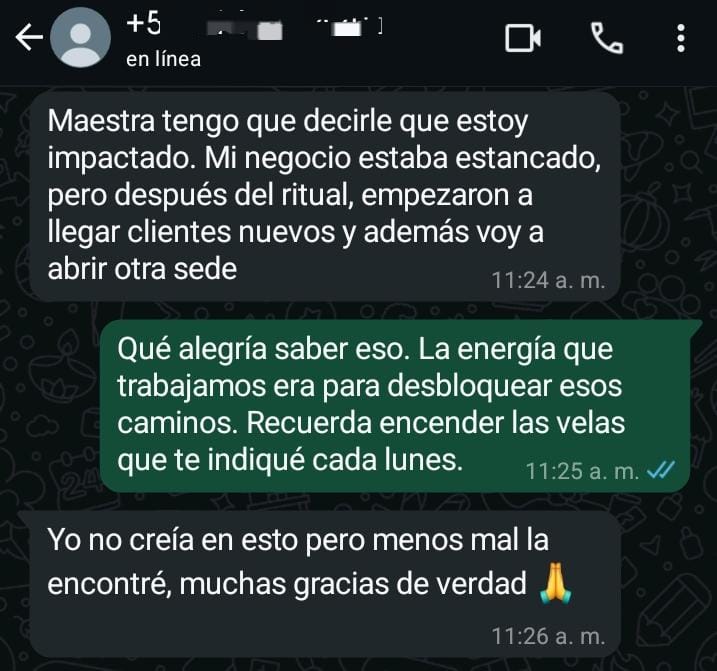 +5
en línea
Maestra tengo que decirle que estoy
impactado. Mi negocio estaba estancado,
pero después del ritual, empezaron a
llegar clientes nuevos y además voy a
abrir otra sede
11:24 a. m.
Qué alegría saber eso. La energía que
trabajamos era para desbloquear esos
caminos. Recuerda encender las velas
que te indiqué cada lunes.
11:25 a. m.
Yo no creía en esto pero menos mal la
encontré, muchas gracias de verdad 🙏
11:26 a. m.